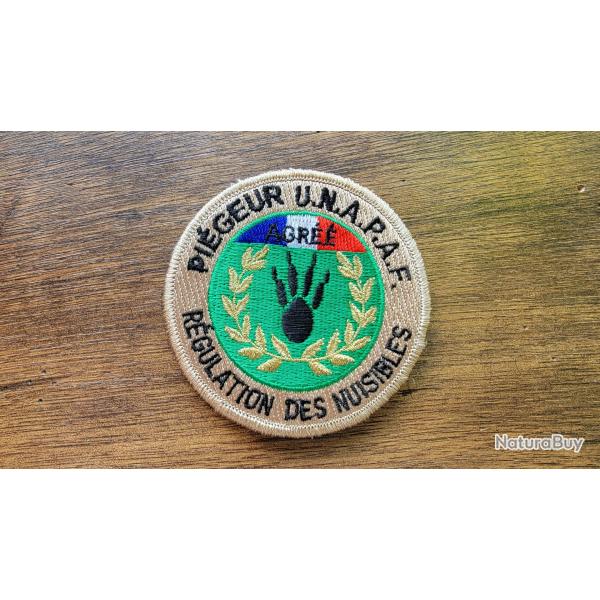 PIÉGEUR U.N.A.P.A.F.
AGRÉÉ
RÉGULATION DES NUISIBLES
NaturaBuy